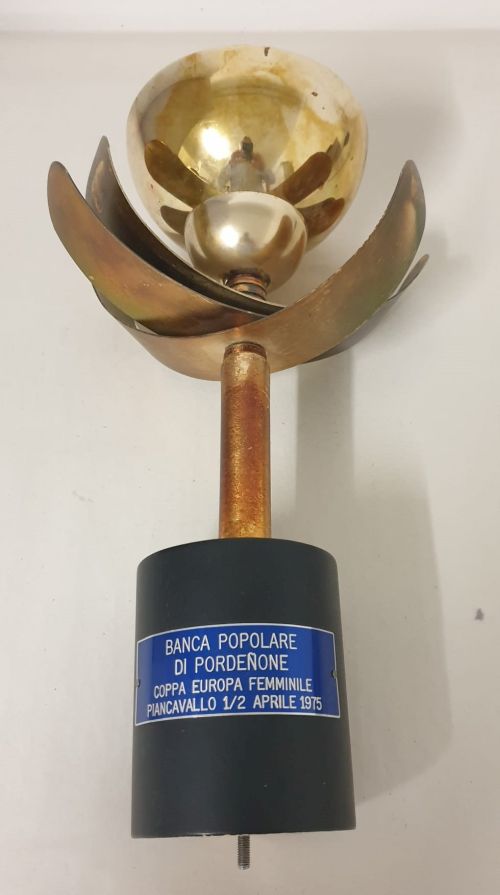 BANCA POPOLARE
DI PORDEÑONE
COPPA EUROPA FEMMINILE
PIANCAVALLO 1/2 APRILE 1975